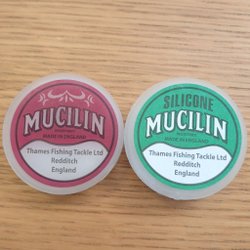 MUCILIN
MADE IN ENGLAND
Thames Fishing Tackle Ltd
Redditch
England
SILICONE
MUCILIN
MADE IN ENGLAND
Thames Fishing Tackle Ltd
Redditch
England